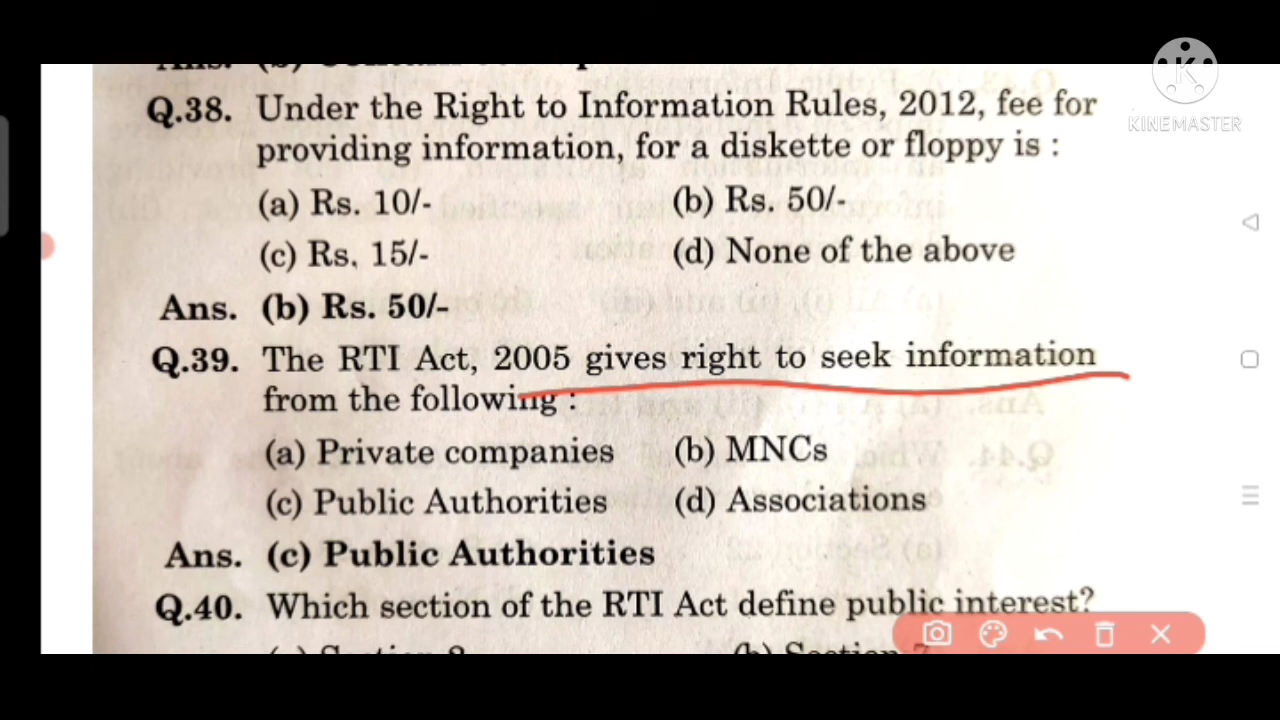 KINEMASTER
Q.38. Under the Right to Information Rules, 2012, fee for
providing information, for a diskette or floppy is :
(a) Rs. 10/- (b) Rs. 50/-
(c) Rs. 15/- (d) None of the above
Ans. (b) Rs. 50/-
Q.39. The RTI Act, 2005 gives right to seek information
from the following :
(a) Private companies (b) MNCs
(c) Public Authorities (d) Associations
Ans. (c) Public Authorities
Q.40. Which section of the RTI Act define public interest?